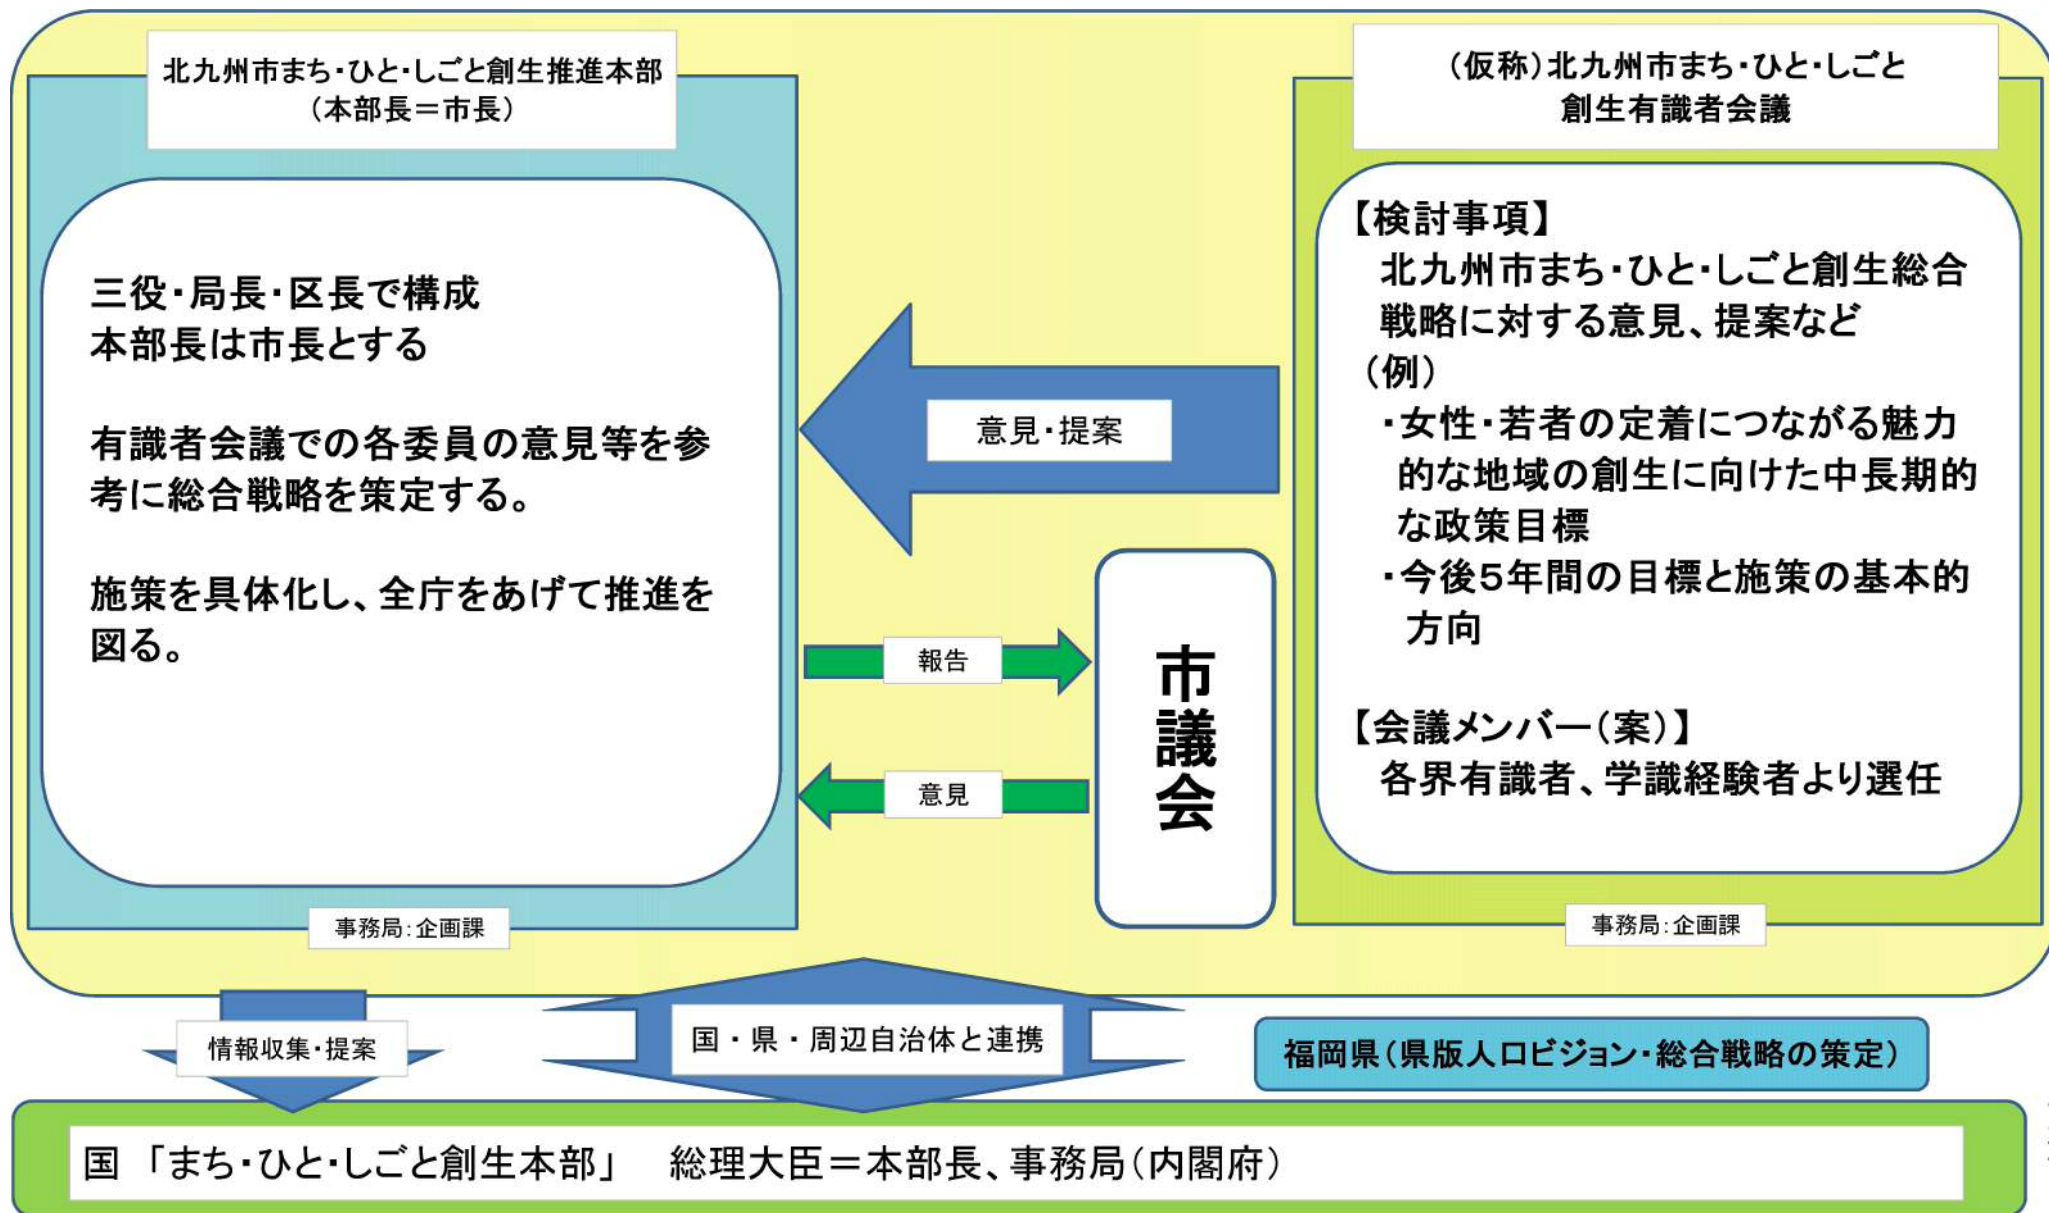 北九州市まち・ひと・しごと創生推進本部
（本部長＝市長）
三役・局長・区長で構成
本部長は市長とする
有識者会議での各委員の意見等を参
考に総合戦略を策定する。
施策を具体化し、全庁をあげて推進を
図る。
事務局：企画課
意見・提案
報告
意見
市議会
（仮称）北九州市まち・ひと・しごと
創生有識者会議
【検討事項】
北九州市まち・ひと・しごと創生総合
戦略に対する意見、提案など
（例）
・女性・若者の定着につながる魅力
的な地域の創生に向けた中長期的
な政策目標
・今後５年間の目標と施策の基本的
方向
【会議メンバー（案）】
各界有識者、学識経験者より選任
事務局：企画課
情報収集・提案
国・県・周辺自治体と連携
福岡県（県版人口ビジョン・総合戦略の策定）
国　「まち・ひと・しごと創生本部」　総理大臣＝本部長、事務局（内閣府）